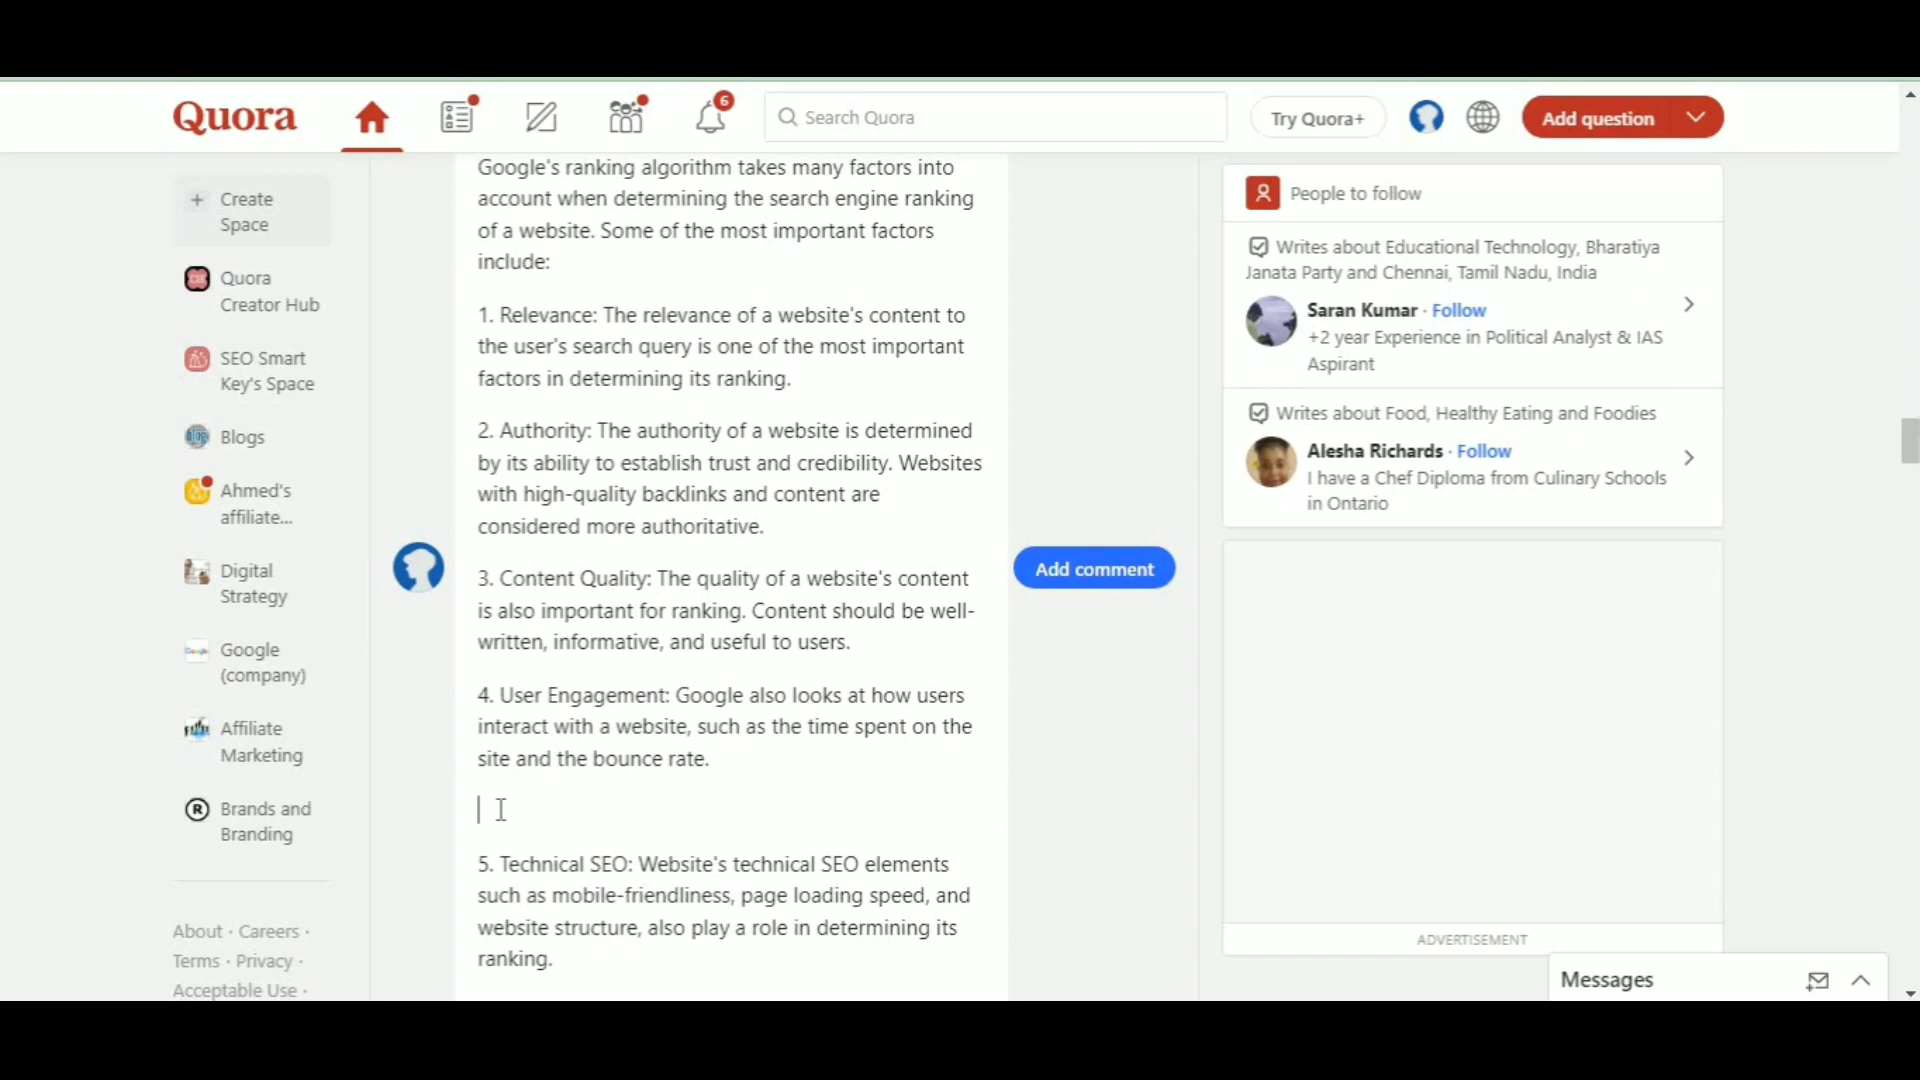 Quora
6
Search Quora
Try Quora+
Add question
Create
Space
Quora
Creator Hub
SEO Smart
Key's Space
Blogs
Ahmed's
affiliate...
Digital
Strategy
Google
(company)
Affiliate
Marketing
Brands and
Branding
About · Careers ·
Terms · Privacy ·
Acceptable Use ·
Google's ranking algorithm takes many factors into
account when determining the search engine ranking
of a website. Some of the most important factors
include:
1. Relevance: The relevance of a website's content to
the user's search query is one of the most important
factors in determining its ranking.
2. Authority: The authority of a website is determined
by its ability to establish trust and credibility. Websites
with high-quality backlinks and content are
considered more authoritative.
3. Content Quality: The quality of a website's content
is also important for ranking. Content should be well-
written, informative, and useful to users.
4. User Engagement: Google also looks at how users
interact with a website, such as the time spent on the
site and the bounce rate.
5. Technical SEO: Website's technical SEO elements
such as mobile-friendliness, page loading speed, and
website structure, also play a role in determining its
ranking.
Add comment
People to follow
Writes about Educational Technology, Bharatiya
Janata Party and Chennai, Tamil Nadu, India
Saran Kumar · Follow
+2 year Experience in Political Analyst & IAS
Aspirant
Writes about Food, Healthy Eating and Foodies
Alesha Richards · Follow
I have a Chef Diploma from Culinary Schools
in Ontario
ADVERTISEMENT
Messages